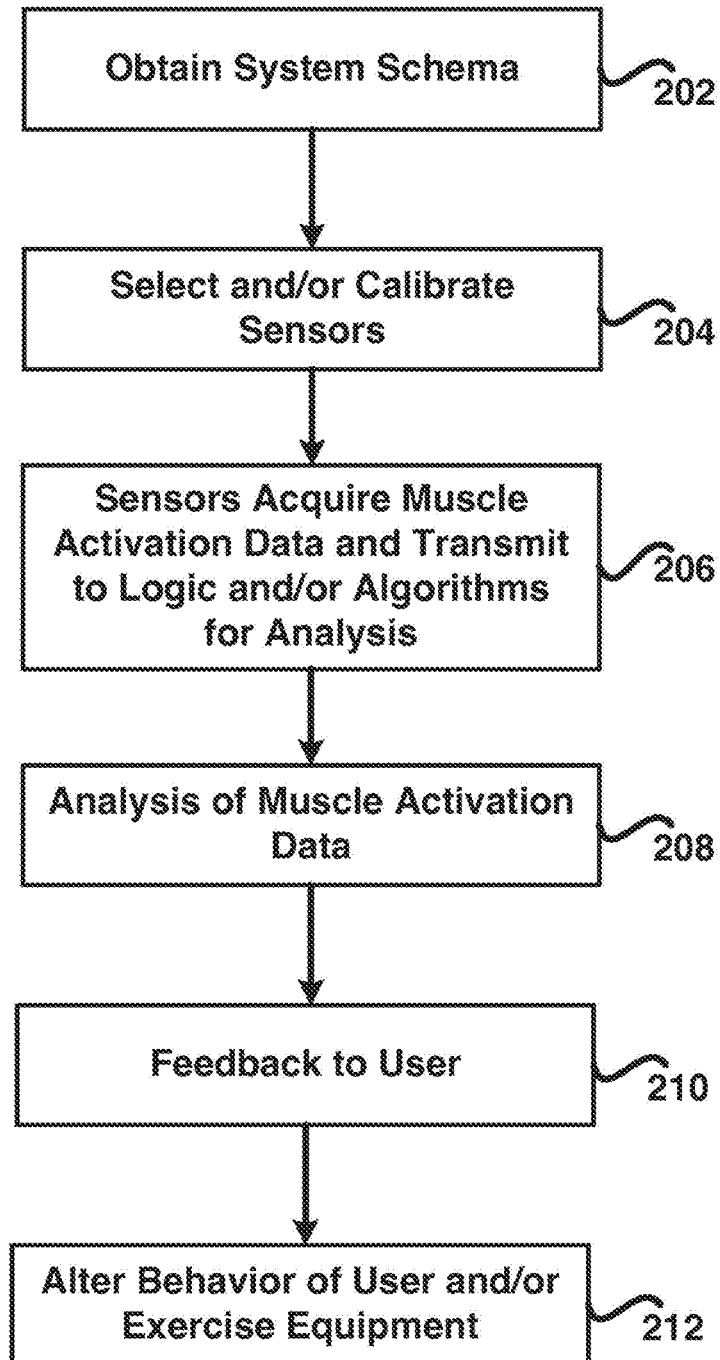 Obtain System Schema
202
Select and/or Calibrate
Sensors
204
Sensors Acquire Muscle
Activation Data and Transmit
to Logic and/or Algorithms
for Analysis
206
Analysis of Muscle Activation
Data
208
Feedback to User
210
Alter Behavior of User and/or
Exercise Equipment
212